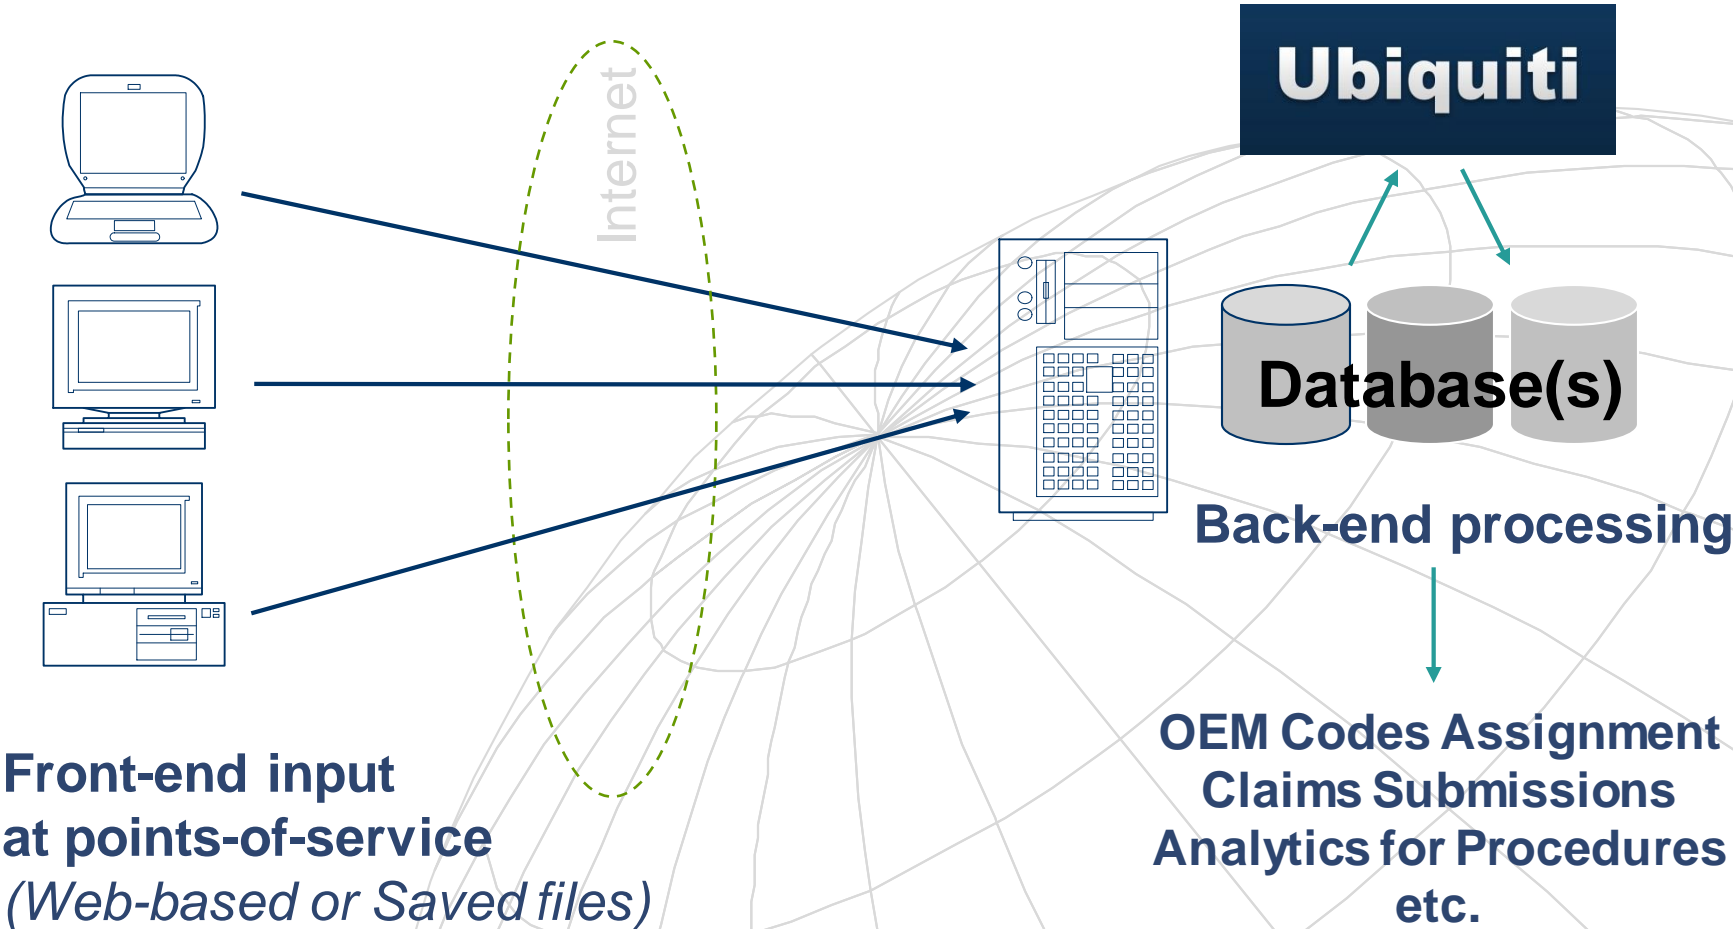 Ubiquiti
Internet
Database(s)
Back-end processing
Front-end input
at points-of-service
(Web-based or Saved files)
OEM Codes Assignment
Claims Submissions
Analytics for Procedures
etc.